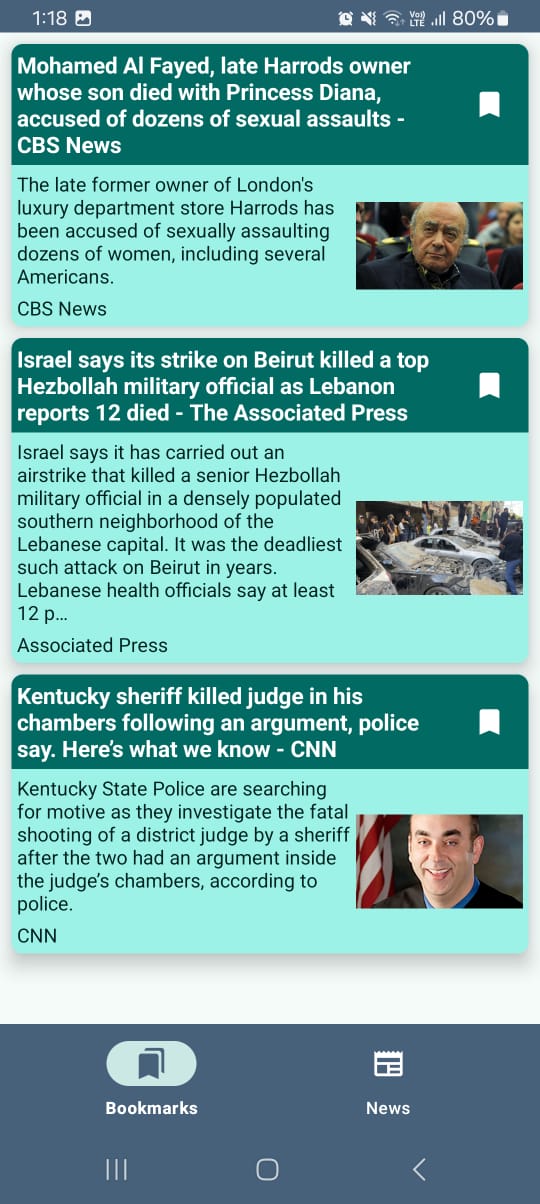 1:18
Vo))
LTE
80%
Mohamed Al Fayed, late Harrods owner
whose son died with Princess Diana,
accused of dozens of sexual assaults -
CBS News
The late former owner of London's
luxury department store Harrods has
been accused of sexually assaulting
dozens of women, including several
Americans.
CBS News
Israel says its strike on Beirut killed a top
Hezbollah military official as Lebanon
reports 12 died - The Associated Press
Israel says it has carried out an
airstrike that killed a senior Hezbollah
military official in a densely populated
southern neighborhood of the
Lebanese capital. It was the deadliest
such attack on Beirut in years.
Lebanese health officials say at least
12 p…
Associated Press
Kentucky sheriff killed judge in his
chambers following an argument, police
say. Here’s what we know - CNN
Kentucky State Police are searching
for motive as they investigate the fatal
shooting of a district judge by a sheriff
after the two had an argument inside
the judge’s chambers, according to
police.
CNN
Bookmarks
News